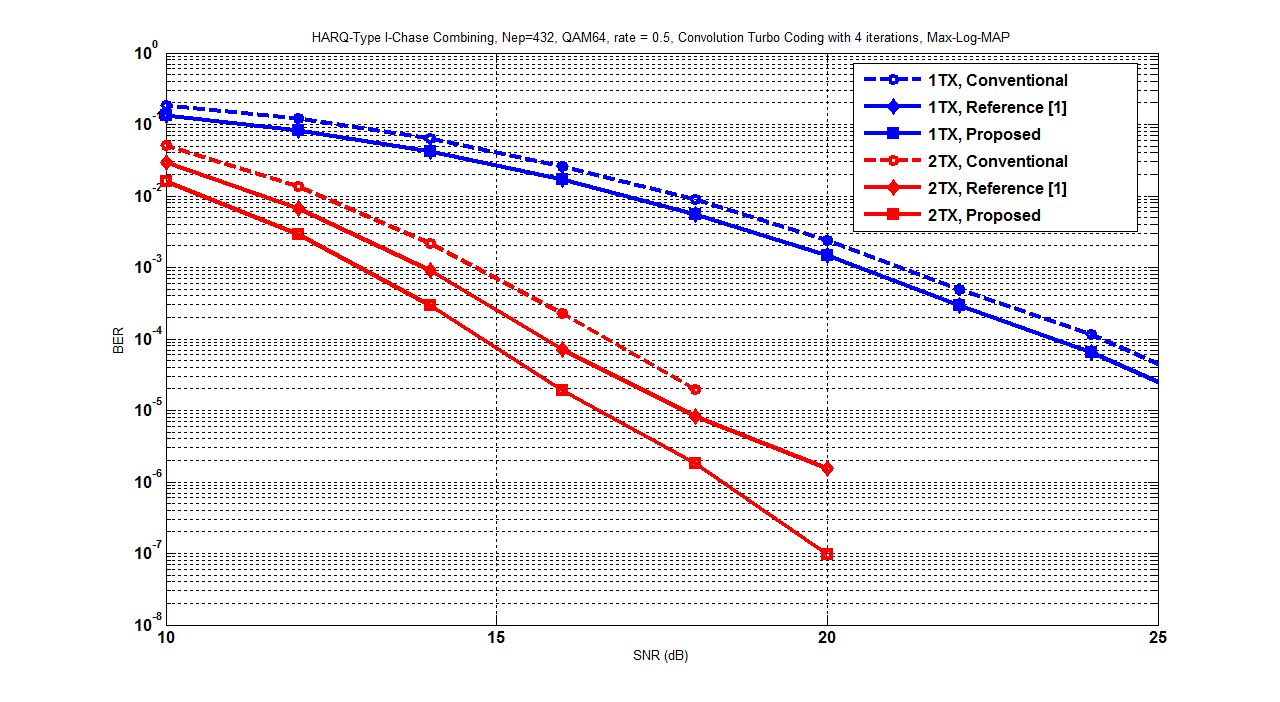 HARQ-Type I-Chase Combining, Nep=432, QAM64, rate = 0.5, Convolution Turbo Coding with 4 iterations, Max-Log-MAP
10^0
10^-1
10^-2
10^-3
10^-4
10^-5
10^-6
10^-7
10^-8
BER
1TX, Conventional
1TX, Reference [1]
1TX, Proposed
2TX, Conventional
2TX, Reference [1]
2TX, Proposed
10 15 20 25
SNR (dB)